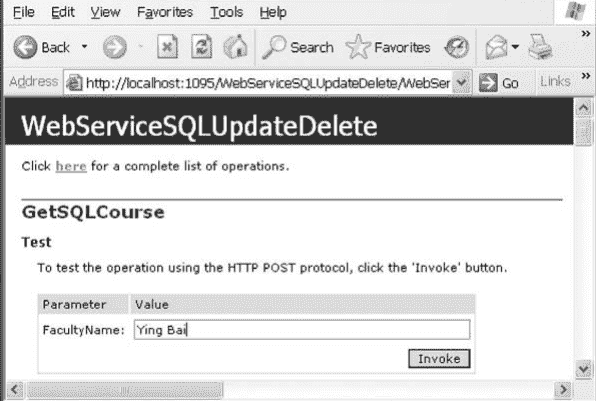 File Edit View Favorites Tools Help
Back Search Favorites
Address http://localhost:1095/WebServiceSQLUpdateDelete/WebSer Go Links
WebServiceSQLUpdateDelete
Click here for a complete list of operations.
GetSQLCourse
Test
To test the operation using the HTTP POST protocol, click the 'Invoke' button.
Parameter Value
FacultyName: Ying Bai
Invoke